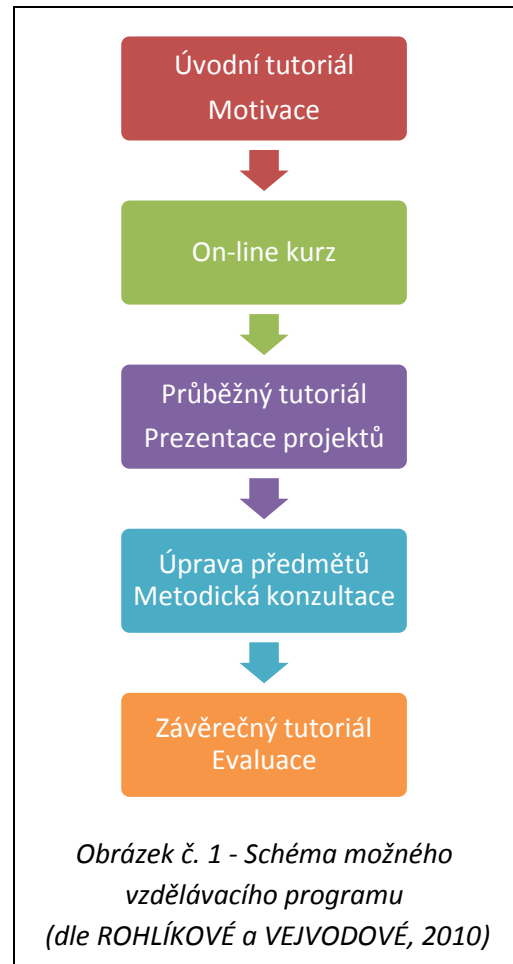 Úvodní tutoriál
Motivace
On-line kurz
Průběžný tutoriál
Prezentace projektů
Úprava předmětů
Metodická konzultace
Závěrečný tutoriál
Evaluace
Obrázek č. 1 - Schéma možného
vzdělávacího programu
(dle ROHLÍKOVÉ a VEJVODOVÉ, 2010)